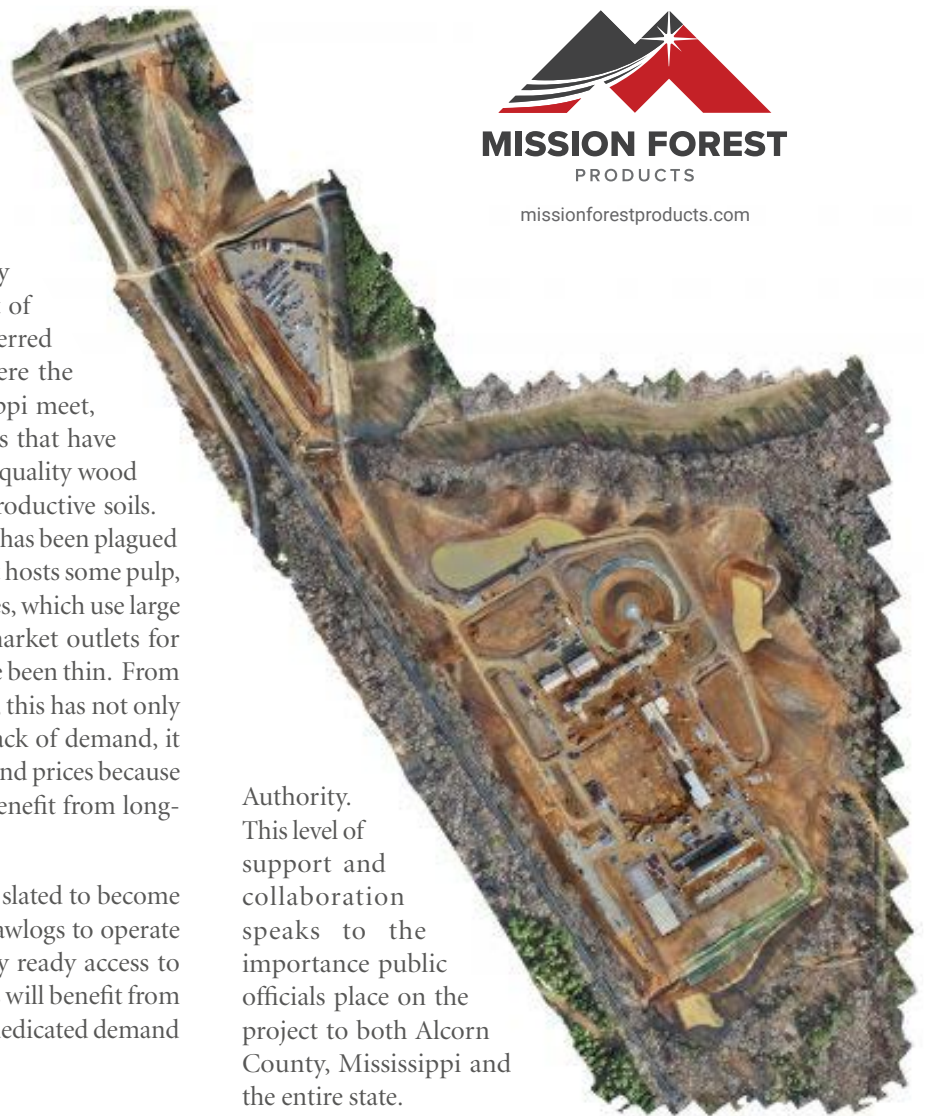 MISSION FOREST
PRODUCTS
missionforestproducts.com
y
of
erred
ere the
ppi meet,
s that have
quality wood
roductive soils.
has been plagued
hosts some pulp,
es, which use large
market outlets for
e been thin. From
this has not only
ack of demand, it
nd prices because
enefit from long-
slated to become
awlogs to operate
y ready access to
will benefit from
dedicated demand
Authority.
This level of
support and
collaboration
speaks to the
importance public
officials place on the
project to both Alcorn
County, Mississippi and
the entire state.